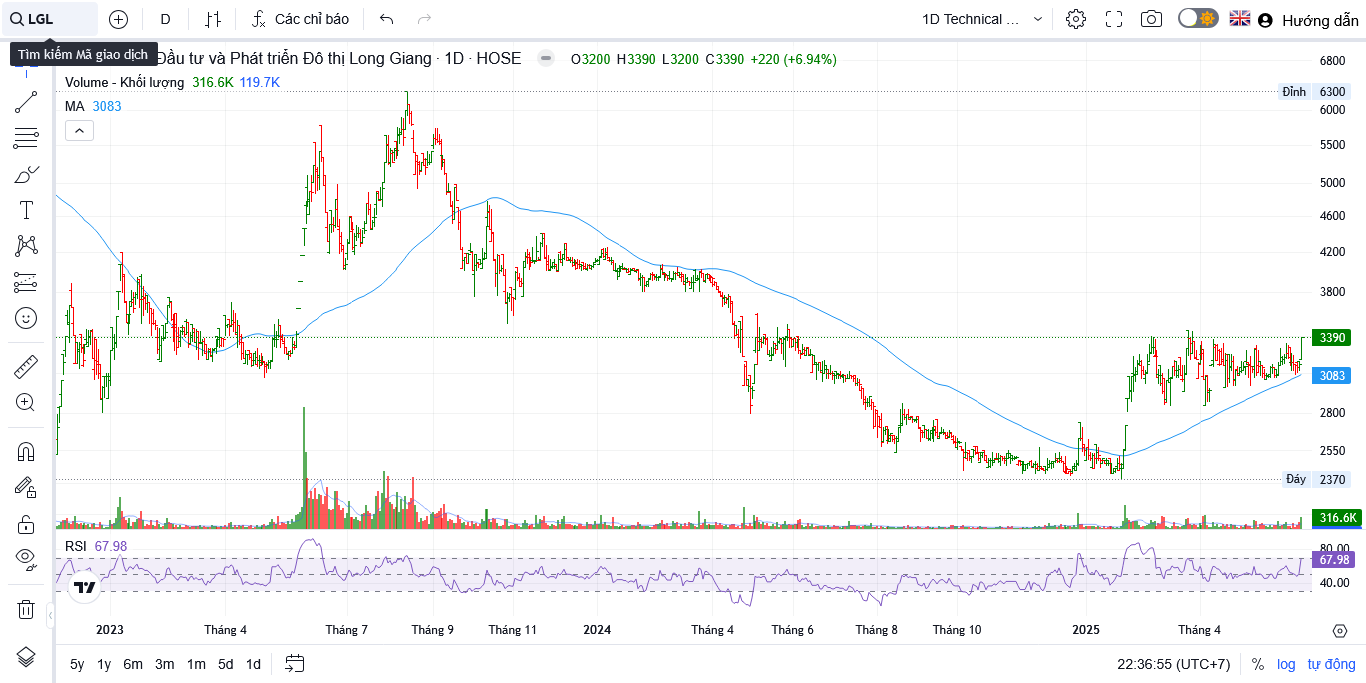 LGL D Các chỉ báo 1D Technical ... Hướng dẫn
Tìm kiếm Mã giao dịch
Đầu tư và Phát triển Đô thị Long Giang · 1D · HOSE O3200 H3390 L3200 C3390 +220 (+6.94%)
Volume - Khối lượng 316.6K 119.7K
MA 3083
6800
Đỉnh 6300
6000
5500
5000
4600
4200
3800
3390
3083
2800
2550
Đáy 2370
316.6K
RSI 67.98
80.00
67.98
40.00
2023 Tháng 4 Tháng 7 Tháng 9 Tháng 11 2024 Tháng 4 Tháng 6 Tháng 8 Tháng 10 2025 Tháng 4
5y 1y 6m 3m 1m 5d 1d 22:36:55 (UTC+7) % log tự động